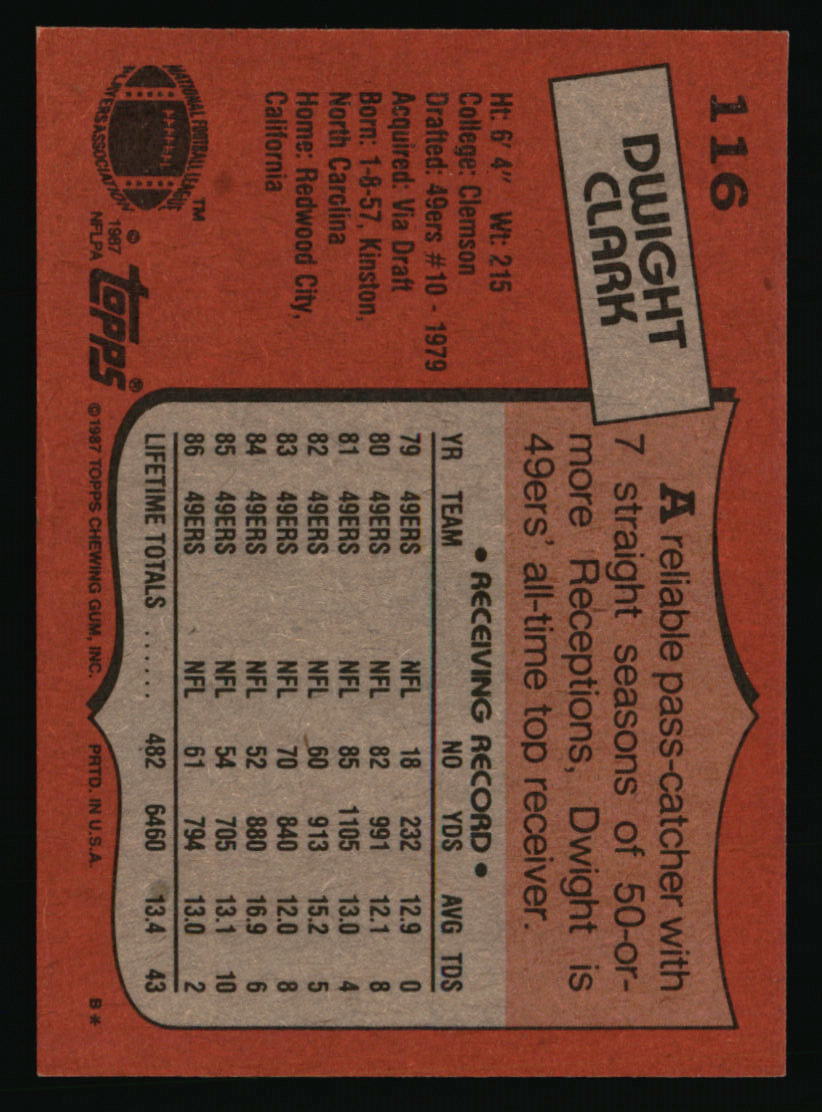 116
DWIGHT
CLARK
Ht: 6' 4" Wt: 215
College: Clemson
Drafted: 49ers #10 - 1979
Acquired: Via Draft
Born: 1-8-57, Kinston,
North Carolina
Home: Redwood City,
California
NATIONAL FOOTBALL LEAGUE
PLAYERS ASSOCIATION
™
© 1987
NFLPA
topps®
A reliable pass-catcher with
7 straight seasons of 50-or-
more Receptions, Dwight is
49ers' all-time top receiver.
• RECEIVING RECORD •
YR TEAM NO YDS AVG TDS
79 49ERS NFL 18 232 12.9 0
80 49ERS NFL 82 991 12.1 8
81 49ERS NFL 85 1105 13.0 4
82 49ERS NFL 60 913 15.2 5
83 49ERS NFL 70 840 12.0 8
84 49ERS NFL 52 880 16.9 6
85 49ERS NFL 54 705 13.1 10
86 49ERS NFL 61 794 13.0 2
LIFETIME TOTALS ...... 482 6460 13.4 43
©1987 TOPPS CHEWING GUM, INC. PRTD. IN U.S.A. B*